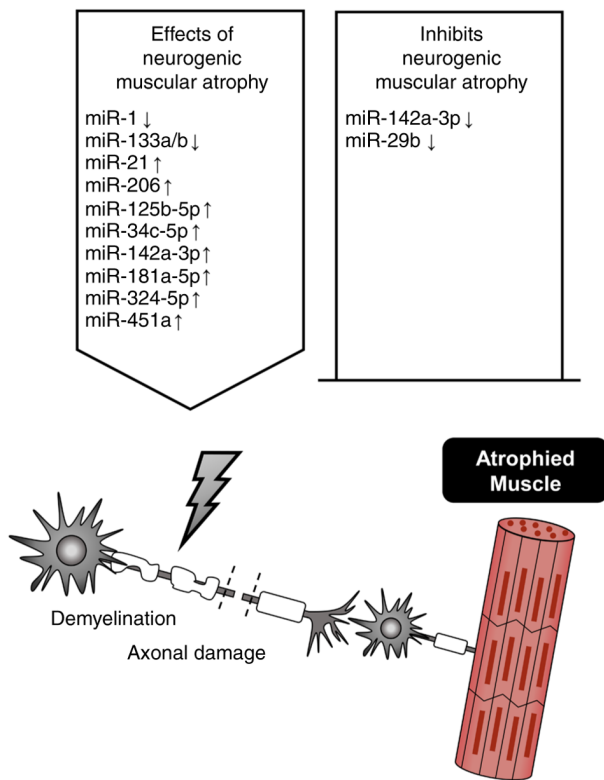 Effects of
neurogenic
muscular atrophy
miR-1 ↓
miR-133a/b ↓
miR-21 ↑
miR-206 ↑
miR-125b-5p ↑
miR-34c-5p ↑
miR-142a-3p ↑
miR-181a-5p ↑
miR-324-5p ↑
miR-451a ↑
Inhibits
neurogenic
muscular atrophy
miR-142a-3p ↓
miR-29b ↓
Atrophied
Muscle
Demyelination
Axonal damage